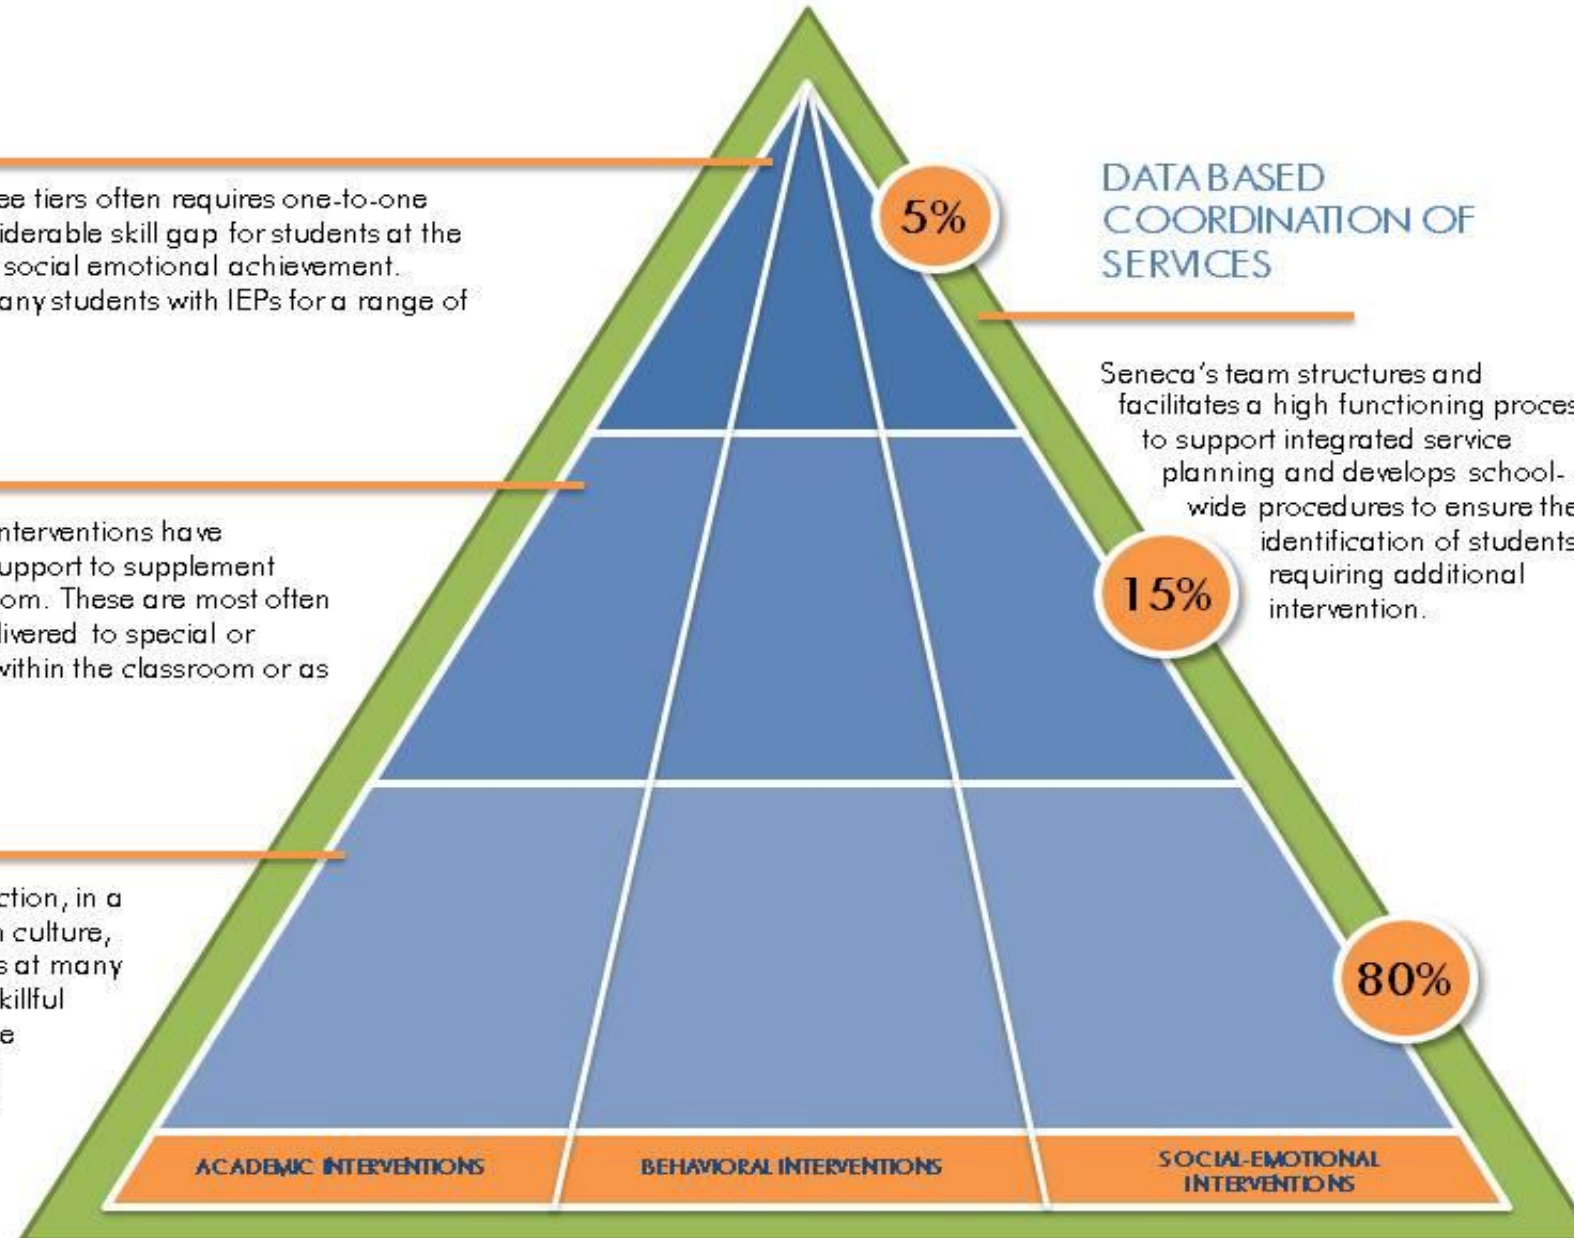 ee tiers often requires one-to-one
iderable skill gap for students at the
social emotional achievement.
any students with IEPs for a range of
nterventions have
upport to supplement
om. These are most often
livered to special or
within the classroom or as
ction, in a
n culture,
s at many
killful
e
5%
15%
80%
DATA BASED
COORDINATION OF
SERVICES
Seneca's team structures and
facilitates a high functioning proces
to support integrated service
planning and develops school-
wide procedures to ensure the
identification of students
requiring additional
intervention.
ACADEMIC INTERVENTIONS
BEHAVIORAL INTERVENTIONS
SOCIAL-EMOTIONAL
INTERVENTIONS